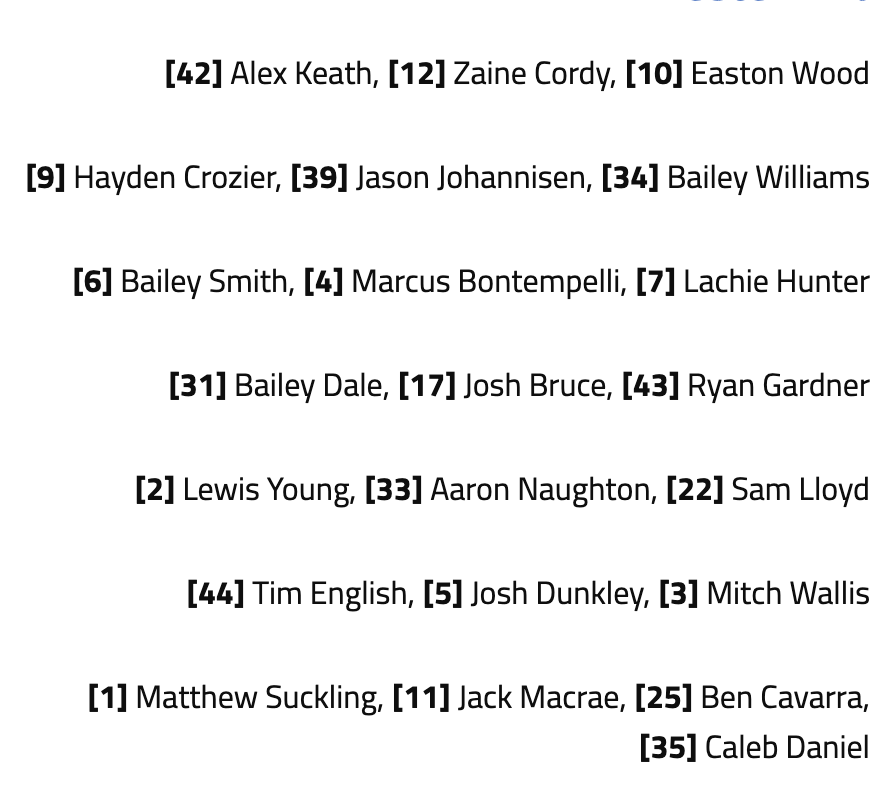 [42] Alex Keath, [12] Zaine Cordy, [10] Easton Wood
[9] Hayden Crozier, [39] Jason Johannisen, [34] Bailey Williams
[6] Bailey Smith, [4] Marcus Bontempelli, [7] Lachie Hunter
[31] Bailey Dale, [17] Josh Bruce, [43] Ryan Gardner
[2] Lewis Young, [33] Aaron Naughton, [22] Sam Lloyd
[44] Tim English, [5] Josh Dunkley, [3] Mitch Wallis
[1] Matthew Suckling, [11] Jack Macrae, [25] Ben Cavarra,
[35] Caleb Daniel